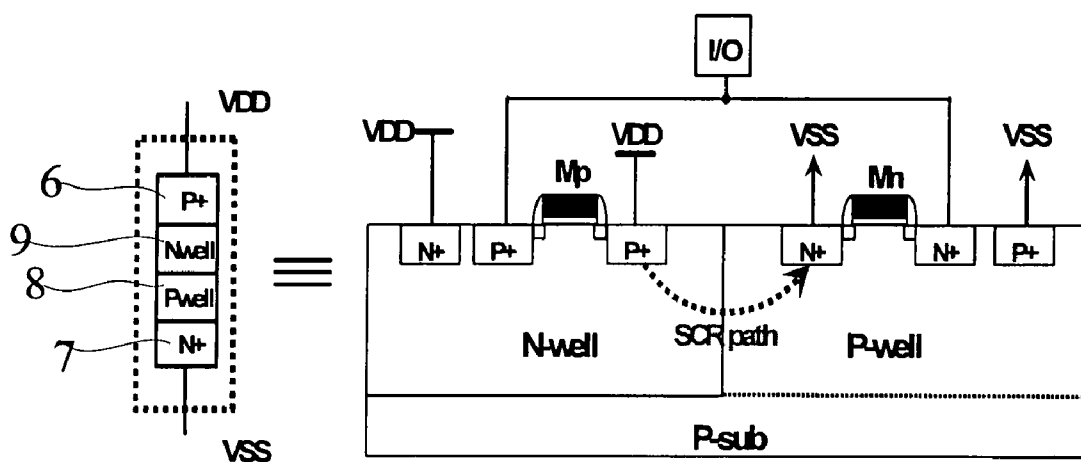 VDD
6
P+
9
Nwell
8
Pwell
7
N+
VSS
I/O
VDD
Mp
VDD
VSS
Mn
VSS
N+
P+
P+
N+
N+
P+
SCR path
N-well
P-well
P-sub